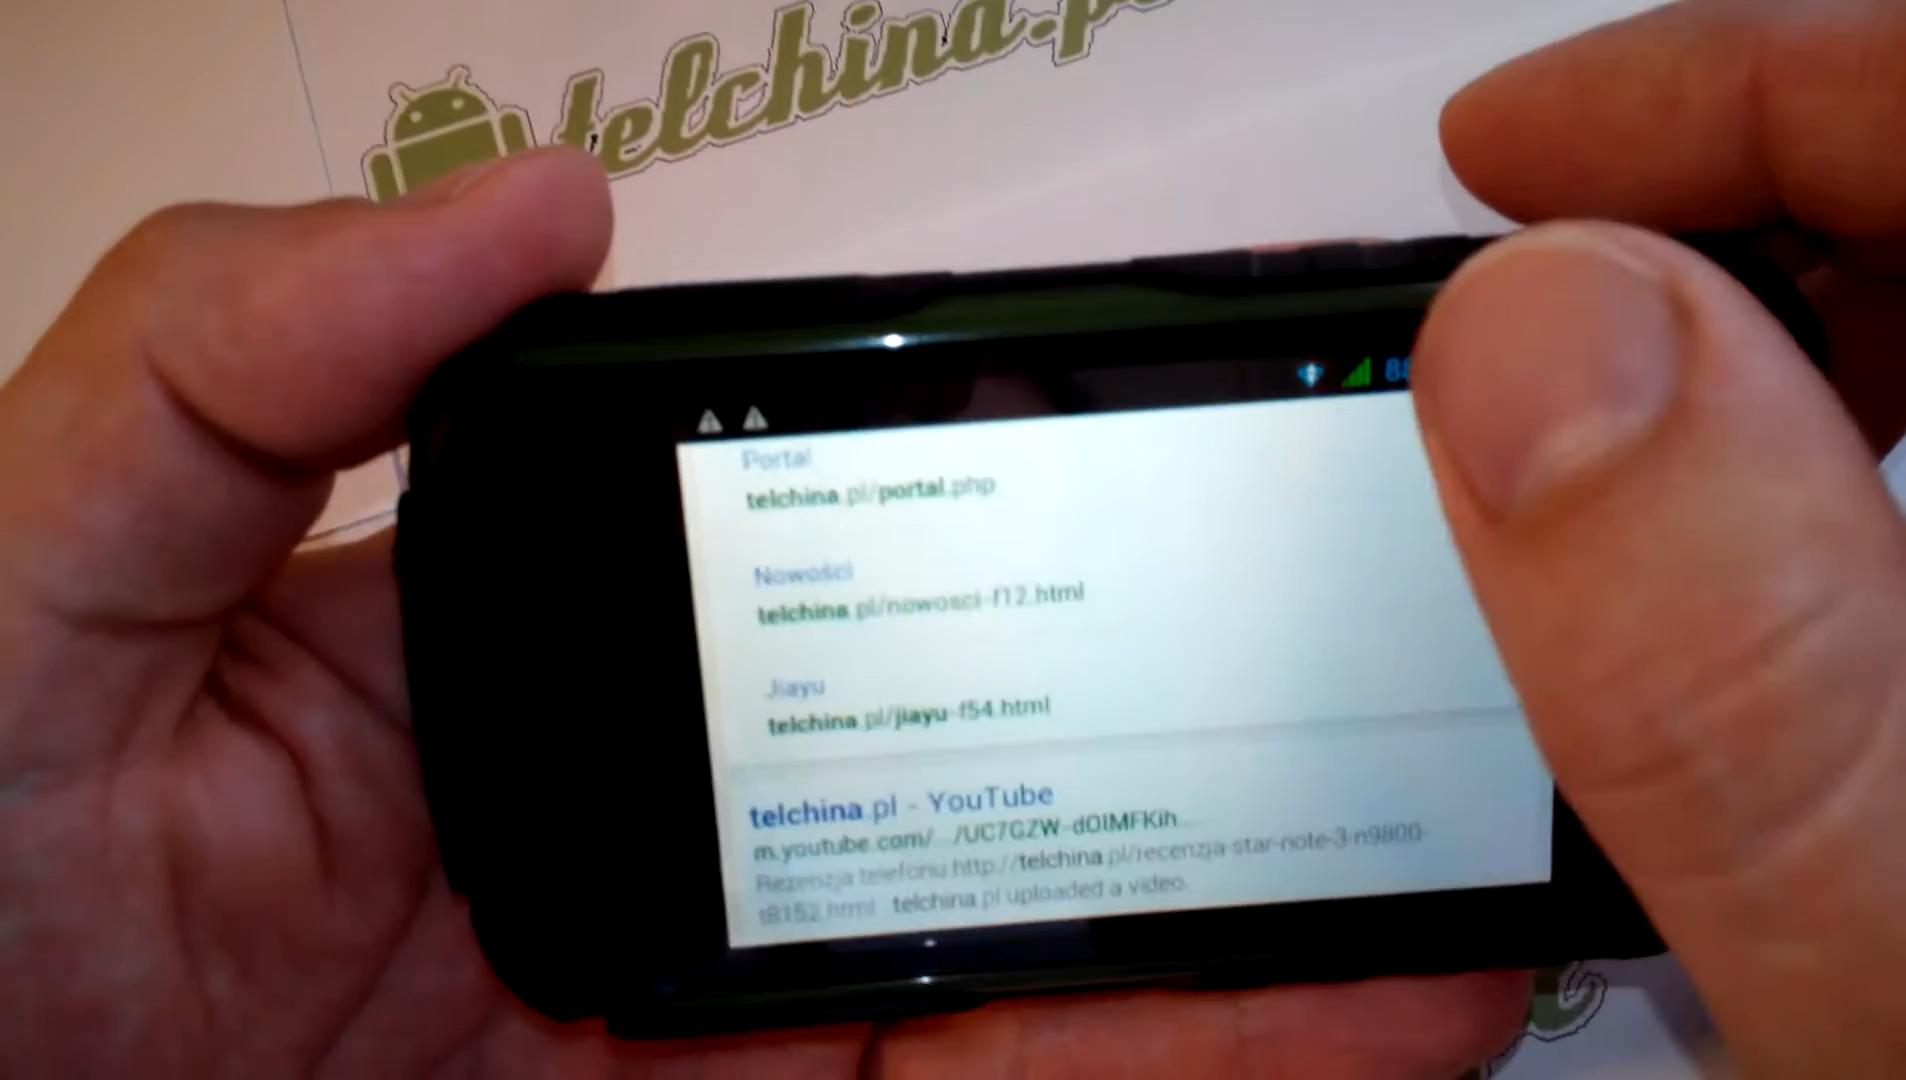 telchina.p
88
Portal
telchina.pl/portal.php
Nowości
telchina.pl/nowosci-f12.html
Jiayu
telchina.pl/jiayu-f54.html
telchina.pl - YouTube
m.youtube.com/.../UC7GZW-dOIMFKih...
Rezenzja telefonu http://telchina.pl/recenzja-star-note-3-n9800-
t8152.html telchina.pl uploaded a video.